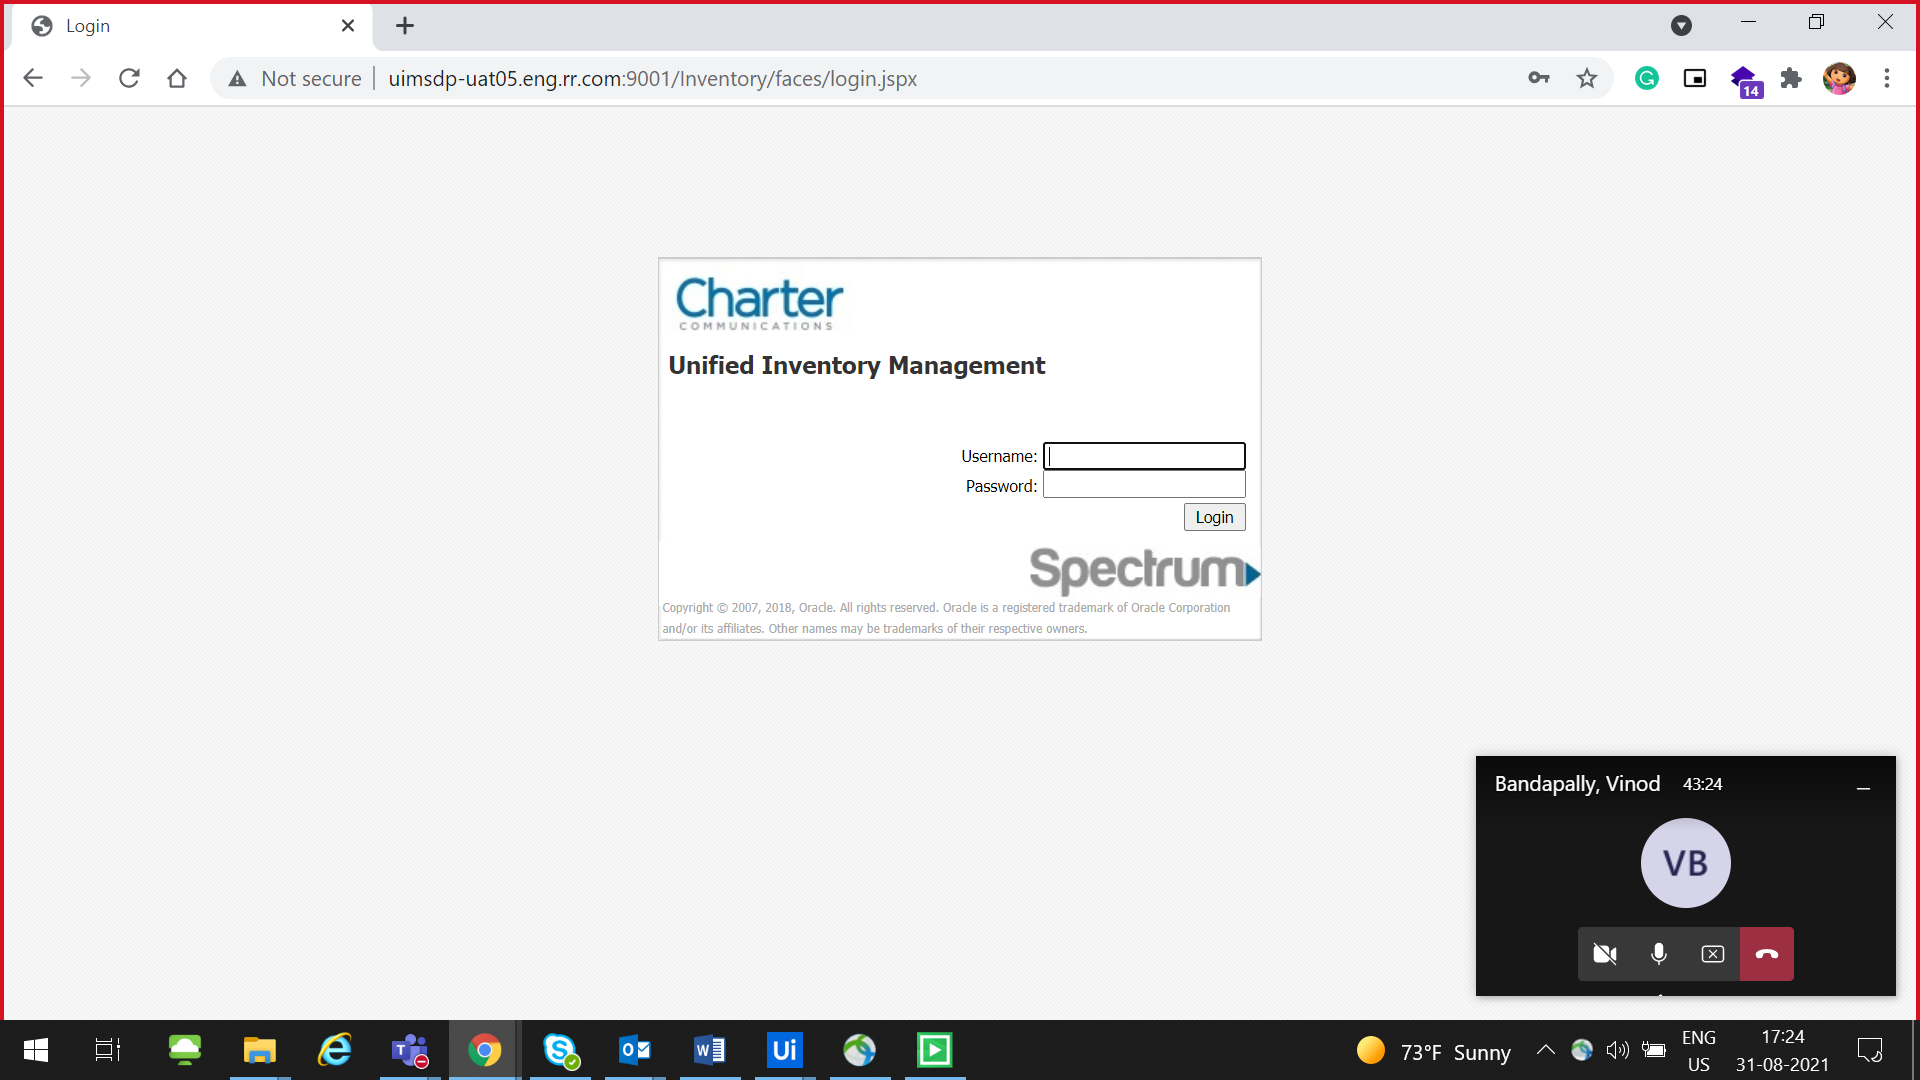 Login
Not secure
uimsdp-uat05.eng.rr.com:9001/Inventory/faces/login.jspx
14
Charter
COMMUNICATIONS
Unified Inventory Management
Username:
Password:
Login
Spectrum
Copyright © 2007, 2018, Oracle. All rights reserved. Oracle is a registered trademark of Oracle Corporation
and/or its affiliates. Other names may be trademarks of their respective owners.
Bandapally, Vinod 43:24
VB
Ui
73°F Sunny
ENG
US
17:24
31-08-2021